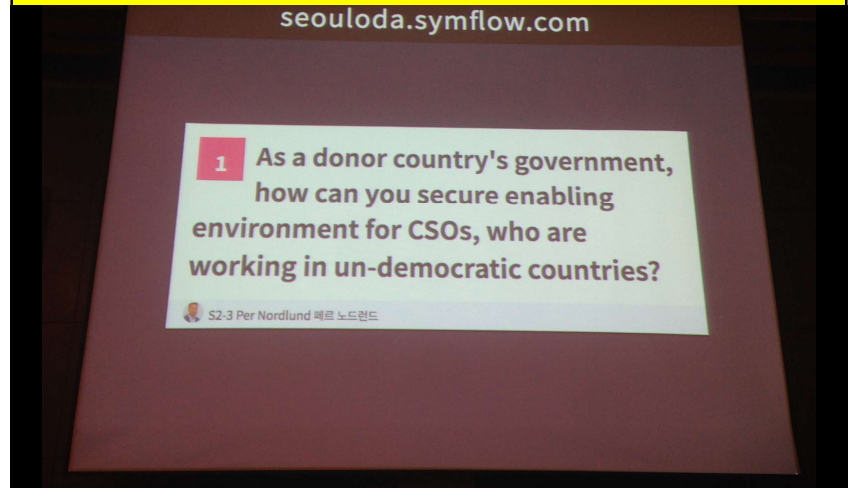 seouloda.symflow.com
1 As a donor country's government,
how can you secure enabling
environment for CSOs, who are
working in un-democratic countries?
S2-3 Per Nordlund 페르 노드런드